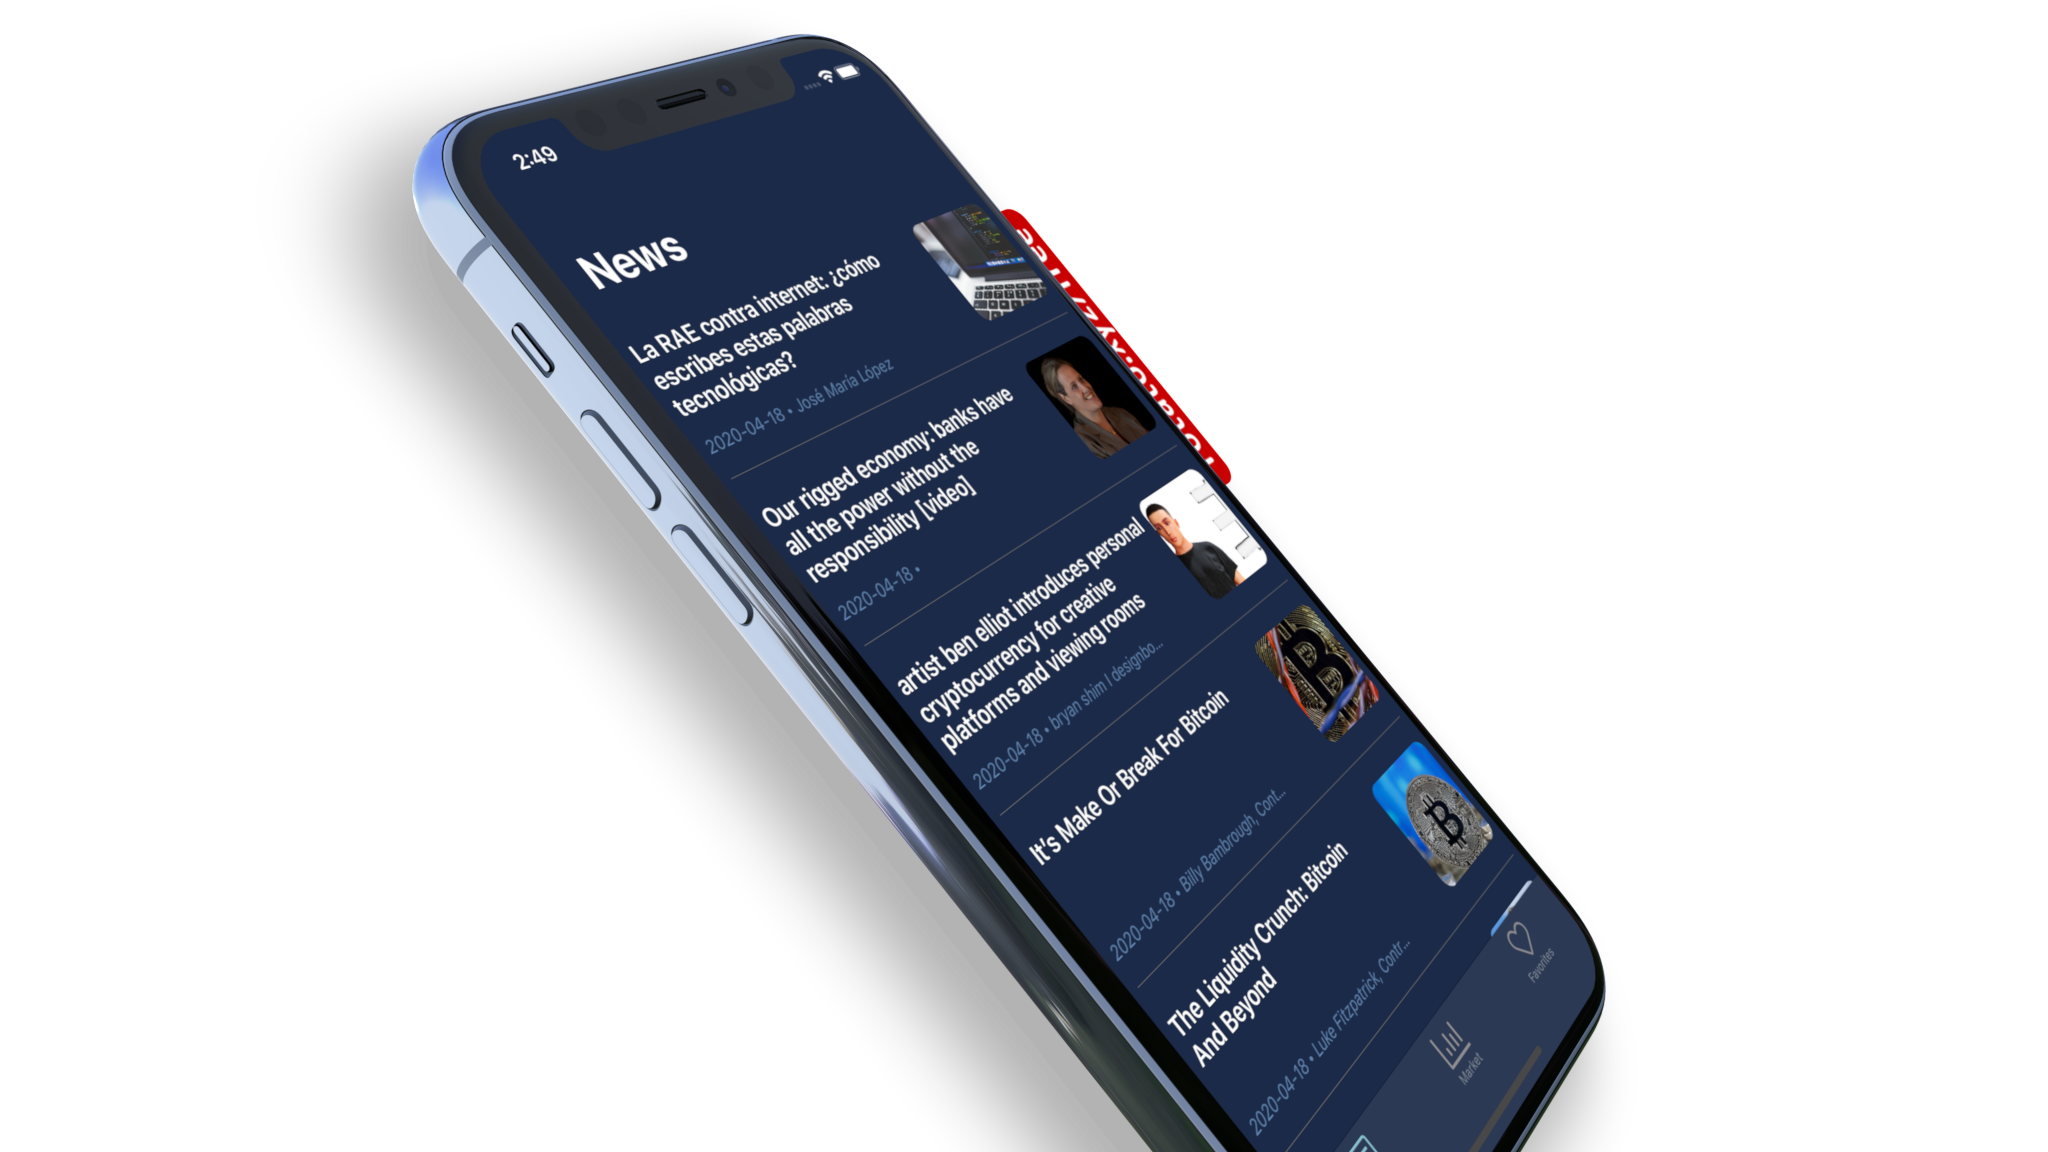 2:49
News
La RAE contra internet: ¿cómo
escribes estas palabras
tecnológicas?
2020-04-18 • José María López
Our rigged economy: banks have
all the power without the
responsibility [video]
2020-04-18 •
artist ben elliot introduces personal
cryptocurrency for creative
platforms and viewing rooms
2020-04-18 • bryan shim I designbo...
It's Make Or Break For Bitcoin
2020-04-18 • Billy Bambrough, Cont...
The Liquidity Crunch: Bitcoin
And Beyond
2020-04-18 • Luke Fitzpatrick, Contr...
Favorites
Market